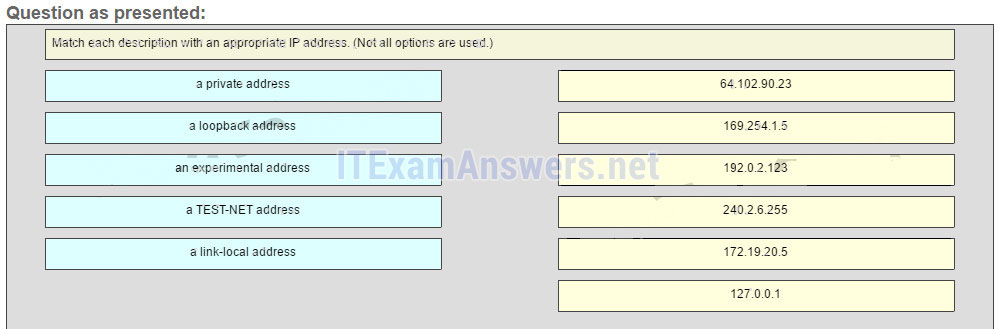 Question as presented:
Match each description with an appropriate IP address. (Not all options are used.)
a private address
64.102.90.23
a loopback address
169.254.1.5
an experimental address
192.0.2.123
a TEST-NET address
240.2.6.255
a link-local address
172.19.20.5
127.0.0.1
ITExamAnswers.net